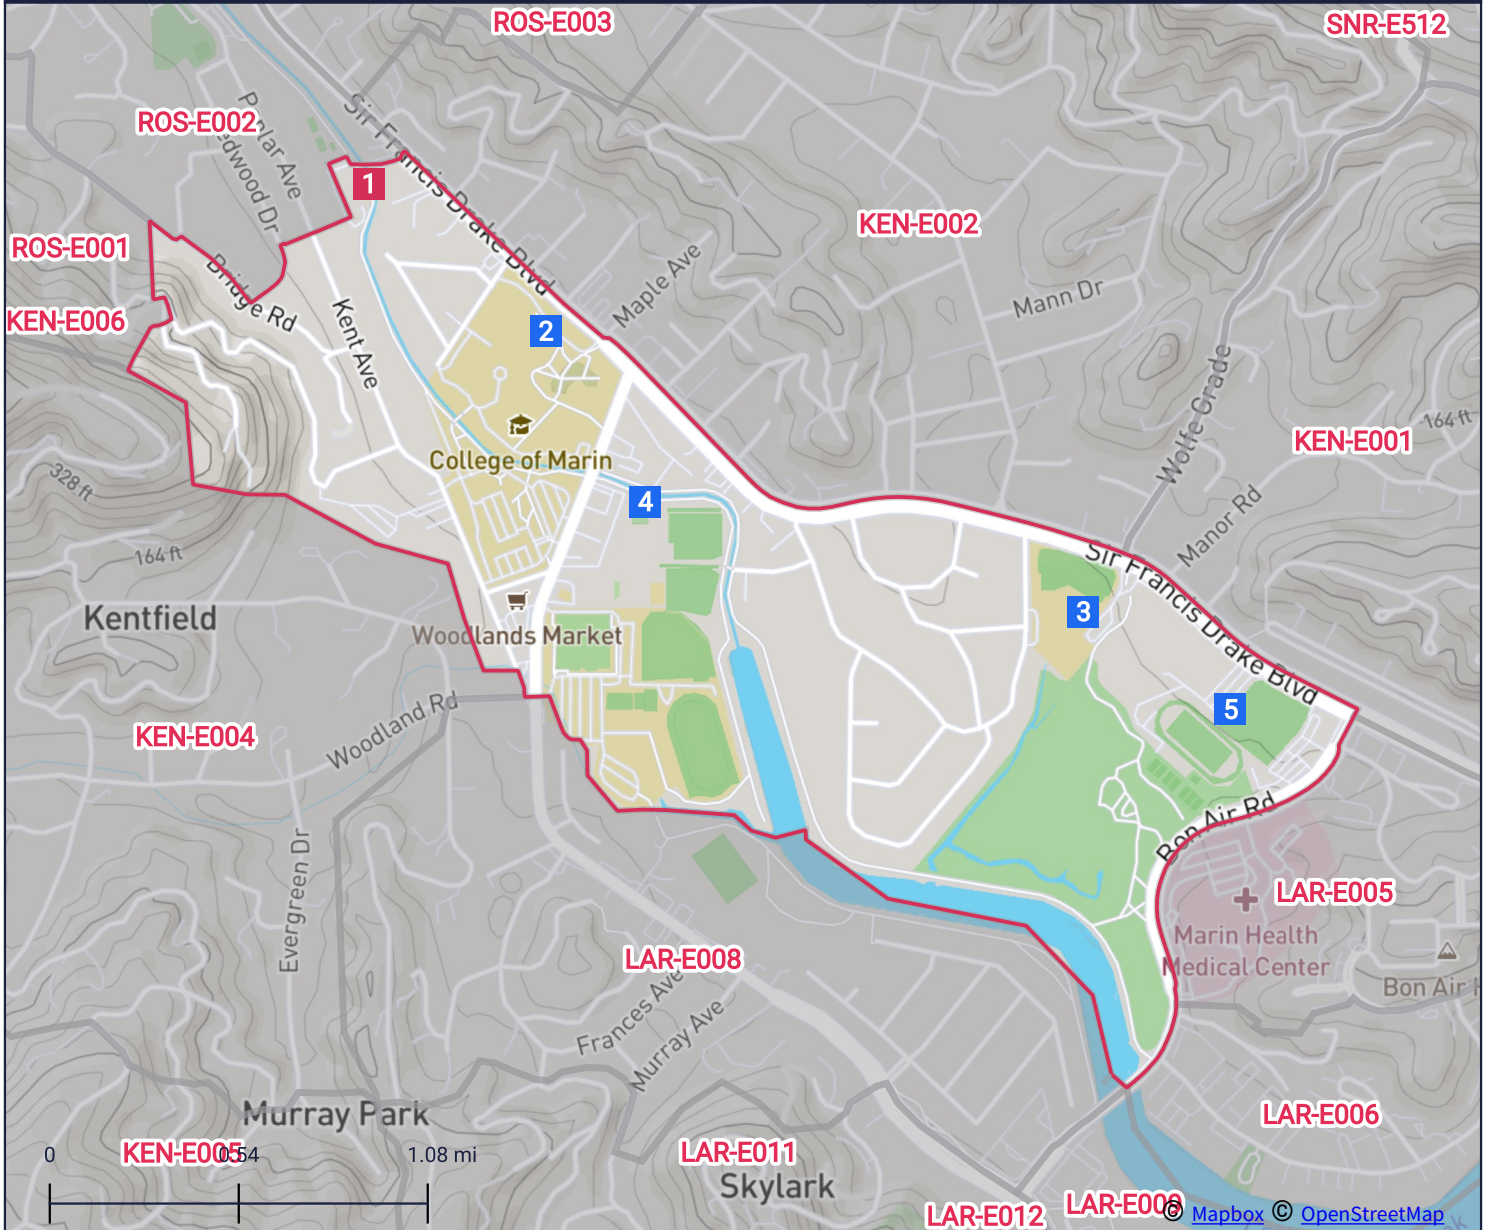 ROS-E003
SNR-E512
ROS-E002
Poplar Ave
Redwood Dr
Sir Francis Drake Blvd
1
KEN-E002
ROS-E001
Bridge Rd
Maple Ave
Mann Dr
KEN-E006
Kent Ave
2
Wolfe Grade
164 ft
KEN-E001
College of Marin
328 ft
4
Manor Rd
164 ft
Sir Francis Drake Blvd
Kentfield
Woodlands Market
3
KEN-E004
Woodland Rd
5
Bon Air Rd
Evergreen Dr
LAR-E005
Marin Health
Medical Center
LAR-E008
Bon Air
Frances Ave
Murray Ave
Murray Park
LAR-E006
KEN-E005
0
0.54
1.08 mi
LAR-E011
Skylark
LAR-E012
LAR-E009
© Mapbox © OpenStreetMap